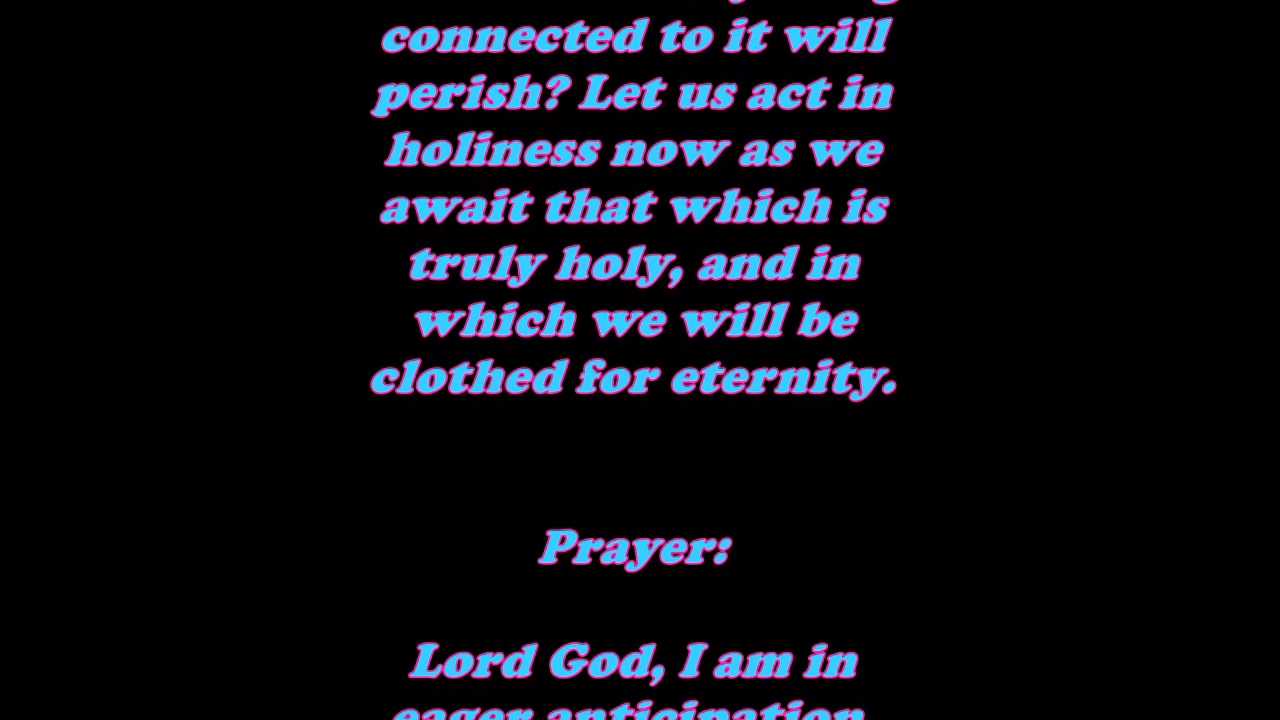 connected to it will
perish? Let us act in
holiness now as we
await that which is
truly holy, and in
which we will be
clothed for eternity.
Prayer:
Lord God, I am in
eager anticipation